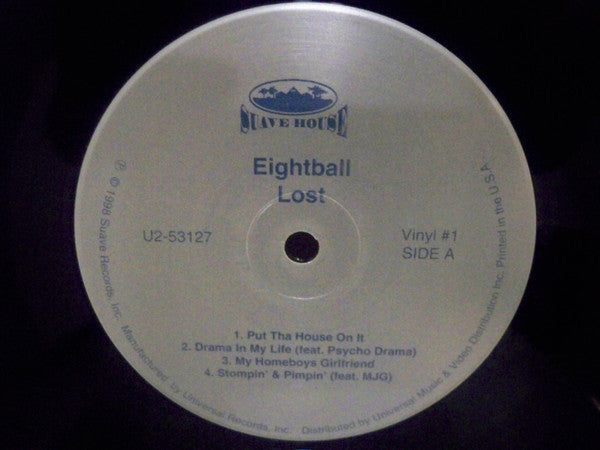 SUAVE HOUSE
Eightball
Lost
U2-53127
Vinyl #1
SIDE A
1. Put Tha House On It
2. Drama In My Life (feat. Psycho Drama)
3. My Homeboys Girlfriend
4. Stompin' & Pimpin' (feat. MJG)
℗ © 1998 Suave Records, Inc. Manufactured by Universal Records, Inc. Distributed by Universal Music & Video Distribution Inc. Printed in the U.S.A.